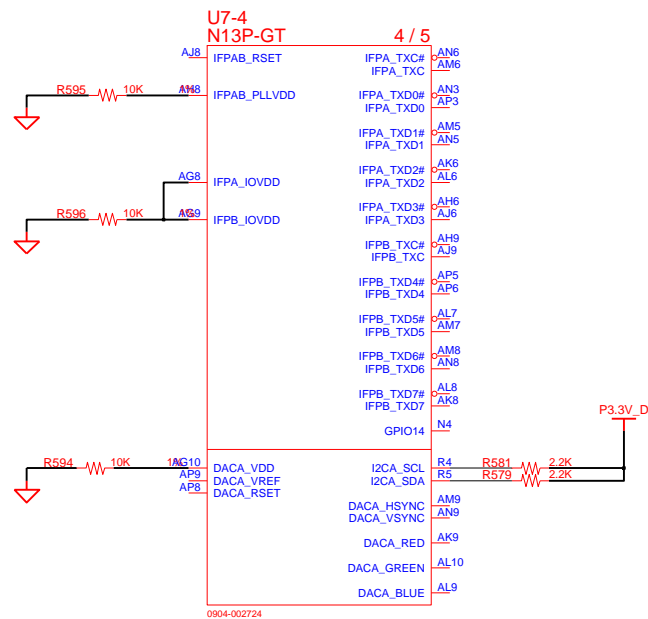 U7-4
N13P-GT 4 / 5
AJ8 IFPAB_RSET IFPA_TXC# AN6
IFPA_TXC AM6
R595 10K AH8 IFPAB_PLLVDD IFPA_TXD0# AN3
IFPA_TXD0 AP3
IFPA_TXD1# AM5
IFPA_TXD1 AN5
IFPA_TXD2# AK6
AG8 IFPA_IOVDD IFPA_TXD2 AL6
IFPA_TXD3# AH6
R596 10K AG9 IFPB_IOVDD IFPA_TXD3 AJ6
IFPB_TXC# AH9
IFPB_TXC AJ9
IFPB_TXD4# AP5
IFPB_TXD4 AP6
IFPB_TXD5# AL7
IFPB_TXD5 AM7
IFPB_TXD6# AM8
IFPB_TXD6 AN8
IFPB_TXD7# AL8
IFPB_TXD7 AK8
P3.3V_D
GPIO14 N4
R594 10K AG10 DACA_VDD I2CA_SCL R4 R581 2.2K
AP9 DACA_VREF I2CA_SDA R5 R579 2.2K
AP8 DACA_RSET
DACA_HSYNC AM9
DACA_VSYNC AN9
DACA_RED AK9
DACA_GREEN AL10
DACA_BLUE AL9
0904-002724